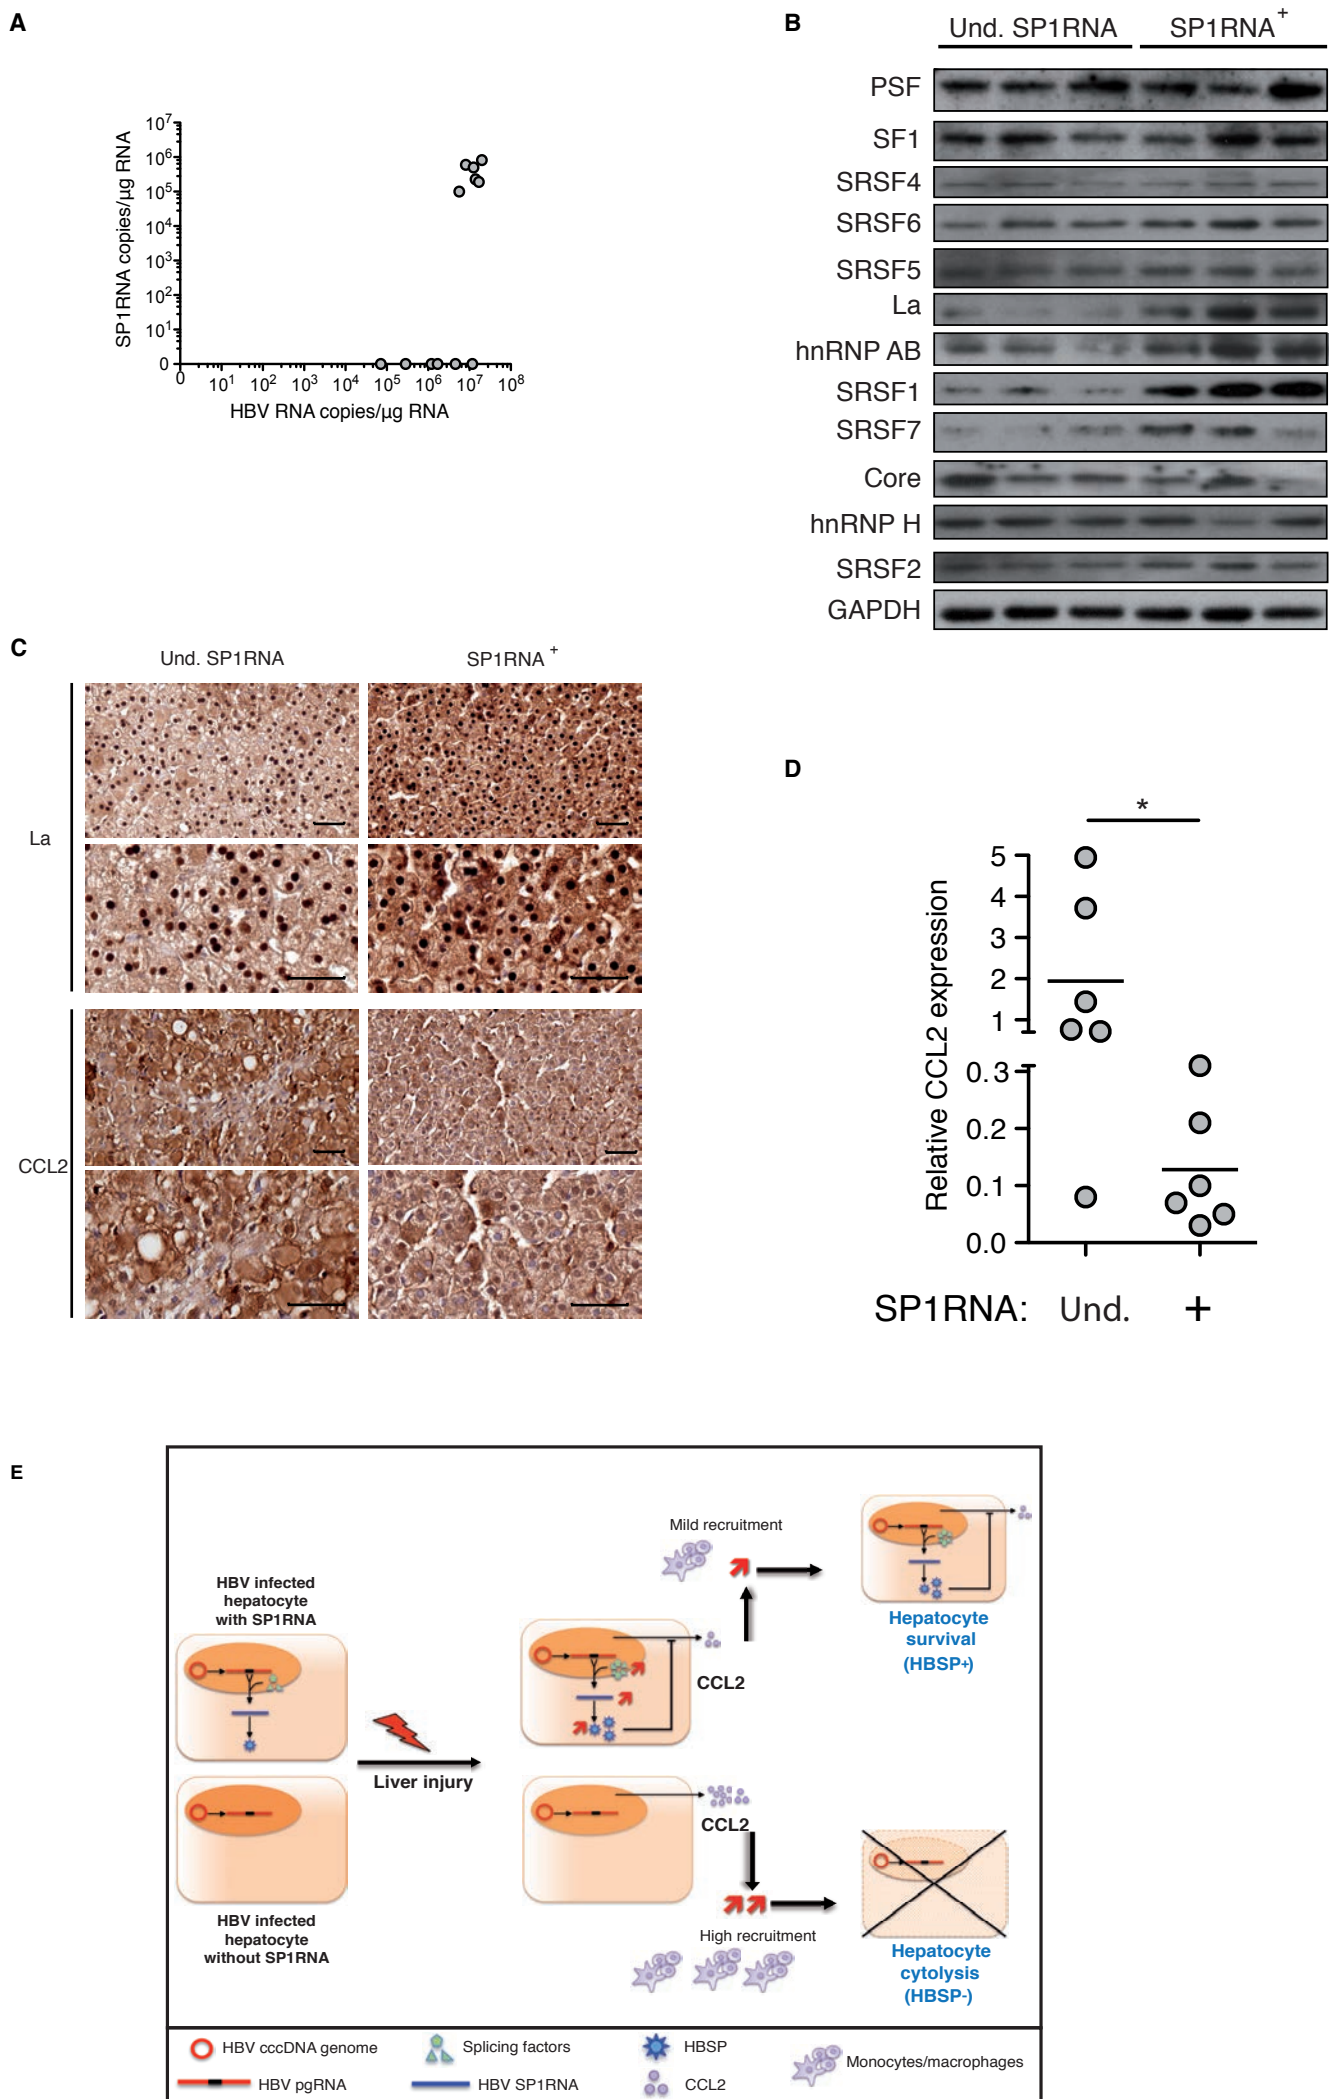 A
10⁷
10⁶
10⁵
10⁴
10³
10²
10¹
0
SP1RNA copies/µg RNA
0 10¹ 10² 10³ 10⁴ 10⁵ 10⁶ 10⁷ 10⁸
HBV RNA copies/µg RNA
B
Und. SP1RNA SP1RNA⁺
PSF
SF1
SRSF4
SRSF6
SRSF5
La
hnRNP AB
SRSF1
SRSF7
Core
hnRNP H
SRSF2
GAPDH
C
Und. SP1RNA SP1RNA⁺
La
CCL2
D
*
5
4
3
2
1
0.3
0.2
0.1
0.0
Relative CCL2 expression
SP1RNA: Und. +
E
HBV infected
hepatocyte
with SP1RNA
HBV infected
hepatocyte
without SP1RNA
Liver injury
CCL2
CCL2
Mild recruitment
High recruitment
Hepatocyte
survival
(HBSP+)
Hepatocyte
cytolysis
(HBSP-)
HBV cccDNA genome
Splicing factors
HBSP
Monocytes/macrophages
HBV pgRNA
HBV SP1RNA
CCL2